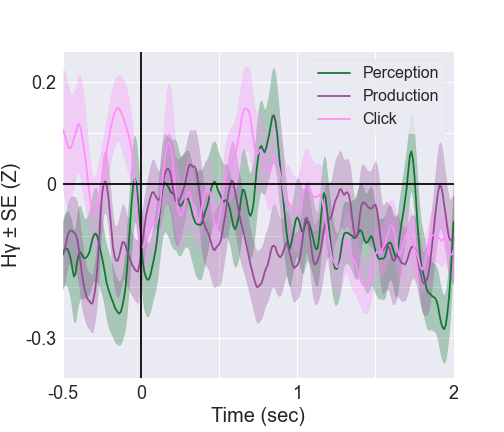 Perception
Production
Click
Hγ ± SE (Z)
0.2
0
-0.3
-0.5
0
1
2
Time (sec)